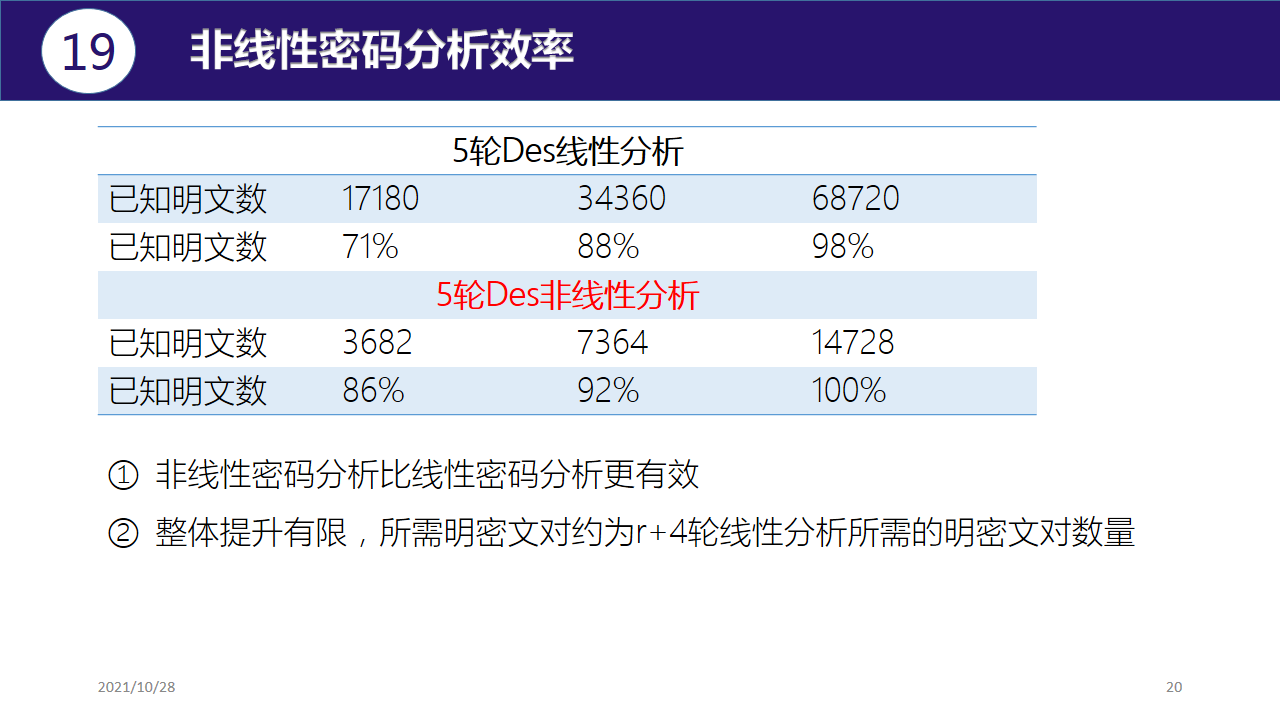 19
非线性密码分析效率
5轮Des线性分析
已知明文数 17180 34360 68720
已知明文数 71% 88% 98%
5轮Des非线性分析
已知明文数 3682 7364 14728
已知明文数 86% 92% 100%
① 非线性密码分析比线性密码分析更有效
② 整体提升有限，所需明密文对约为r+4轮线性分析所需的明密文对数量
2021/10/28 20